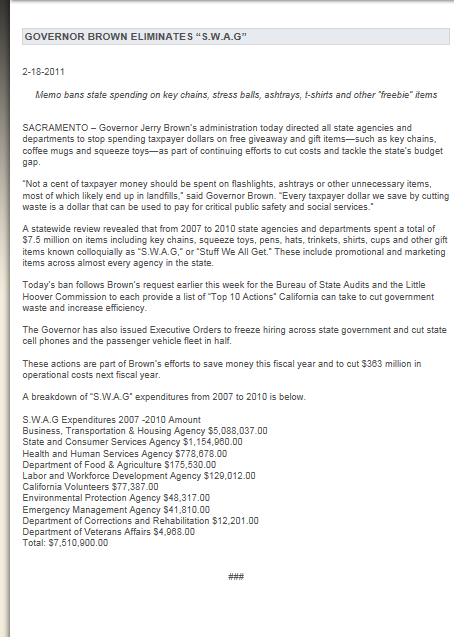 GOVERNOR BROWN ELIMINATES “S.W.A.G”
2-18-2011
Memo bans state spending on key chains, stress balls, ashtrays, t-shirts and other "freebie" items
SACRAMENTO – Governor Jerry Brown's administration today directed all state agencies and
departments to stop spending taxpayer dollars on free giveaway and gift items—such as key chains,
coffee mugs and squeeze toys—as part of continuing efforts to cut costs and tackle the state's budget
gap.
"Not a cent of taxpayer money should be spent on flashlights, ashtrays or other unnecessary items,
most of which likely end up in landfills," said Governor Brown. "Every taxpayer dollar we save by cutting
waste is a dollar that can be used to pay for critical public safety and social services."
A statewide review revealed that from 2007 to 2010 state agencies and departments spent a total of
$7.5 million on items including key chains, squeeze toys, pens, hats, trinkets, shirts, cups and other gift
items known colloquially as "S.W.A.G," or "Stuff We All Get." These include promotional and marketing
items across almost every agency in the state.
Today's ban follows Brown's request earlier this week for the Bureau of State Audits and the Little
Hoover Commission to each provide a list of "Top 10 Actions" California can take to cut government
waste and increase efficiency.
The Governor has also issued Executive Orders to freeze hiring across state government and cut state
cell phones and the passenger vehicle fleet in half.
These actions are part of Brown's efforts to save money this fiscal year and to cut $363 million in
operational costs next fiscal year.
A breakdown of "S.W.A.G" expenditures from 2007 to 2010 is below.
S.W.A.G Expenditures 2007 -2010 Amount
Business, Transportation & Housing Agency $5,088,037.00
State and Consumer Services Agency $1,154,960.00
Health and Human Services Agency $778,678.00
Department of Food & Agriculture $175,530.00
Labor and Workforce Development Agency $129,012.00
California Volunteers $77,387.00
Environmental Protection Agency $48,317.00
Emergency Management Agency $41,810.00
Department of Corrections and Rehabilitation $12,201.00
Department of Veterans Affairs $4,968.00
Total: $7,510,900.00
###